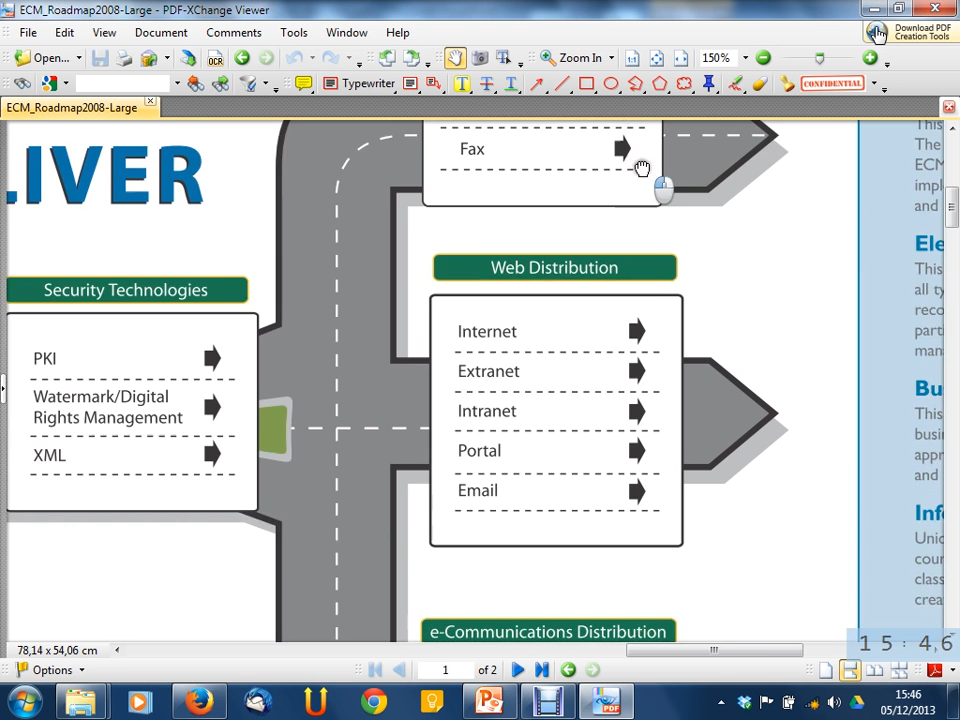 ECM_Roadmap2008-Large - PDF-XChange Viewer
File Edit View Document Comments Tools Window Help
Download PDF
Creation Tools
Open...
OCR
Zoom In
150%
Typewriter
CONFIDENTIAL
ECM_Roadmap2008-Large
LIVER
Fax
Web Distribution
Internet
Extranet
Intranet
Portal
Email
Security Technologies
PKI
Watermark/Digital
Rights Management
XML
e-Communications Distribution
This
The
ECM
impl
and
Ele
This
all ty
reco
parti
man
Bu
This
busi
appr
and
Inf
Unic
coun
class
crea
15:4,6
78,14 x 54,06 cm
Options
1 of 2
15:46
05/12/2013